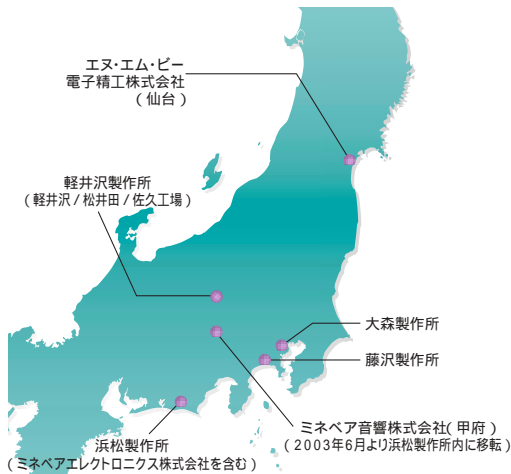 エヌ・エム・ビー
電子精工株式会社
（仙台）
軽井沢製作所
（軽井沢/松井田/佐久工場）
大森製作所
藤沢製作所
ミネベア音響株式会社（甲府）
（2003年6月より浜松製作所内に移転）
浜松製作所
（ミネベアエレクトロニクス株式会社を含む）